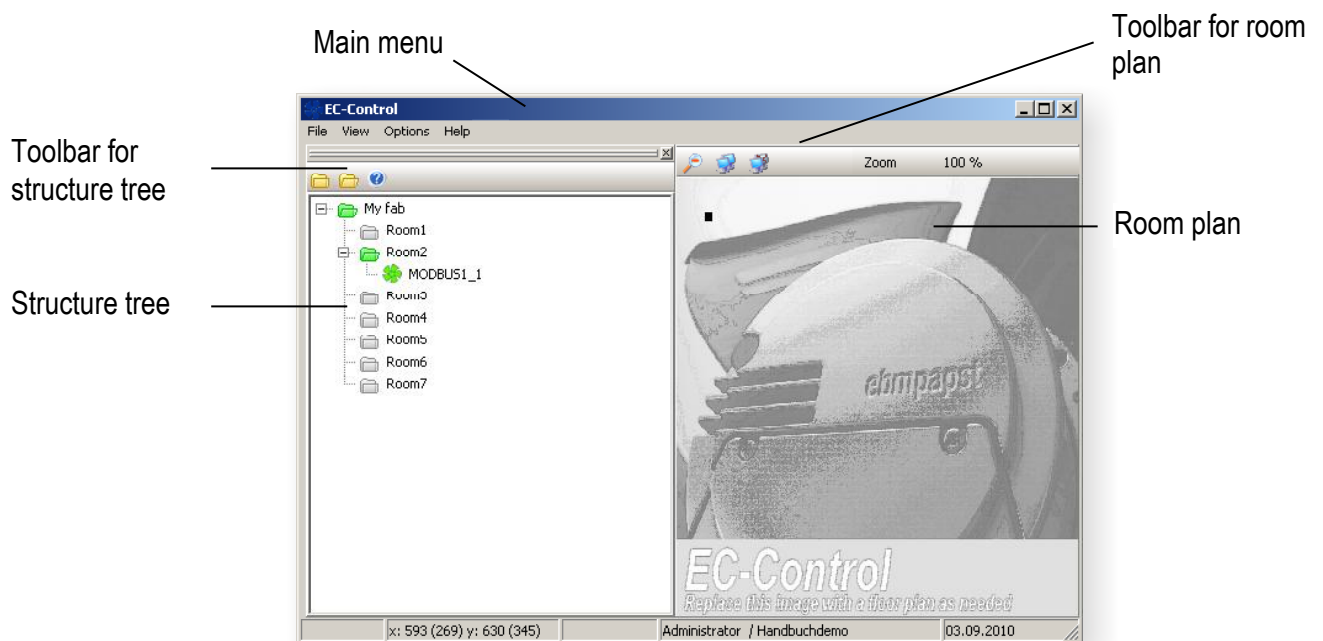 Main menu
Toolbar for room
plan
EC-Control
File View Options Help
Toolbar for
structure tree
Zoom 100 %
My fab
Room1
Room plan
Room2
MODBUS1_1
Structure tree
Room3
Room4
Room5
Room6
Room7
ebmpapst
EC-Control
Replace this image with a floor plan as needed
x: 593 (269) y: 630 (345) Administrator / Handbuchdemo 03.09.2010